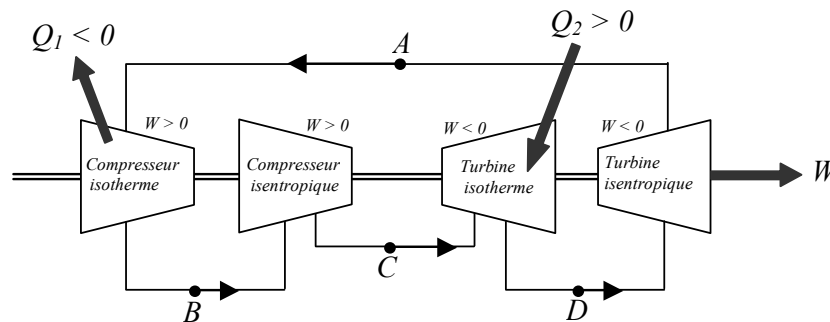 Q₁ < 0
Q₂ > 0
A
W > 0
W > 0
W < 0
W < 0
Compresseur
isotherme
Compresseur
isentropique
Turbine
isotherme
Turbine
isentropique
W
C
B
D